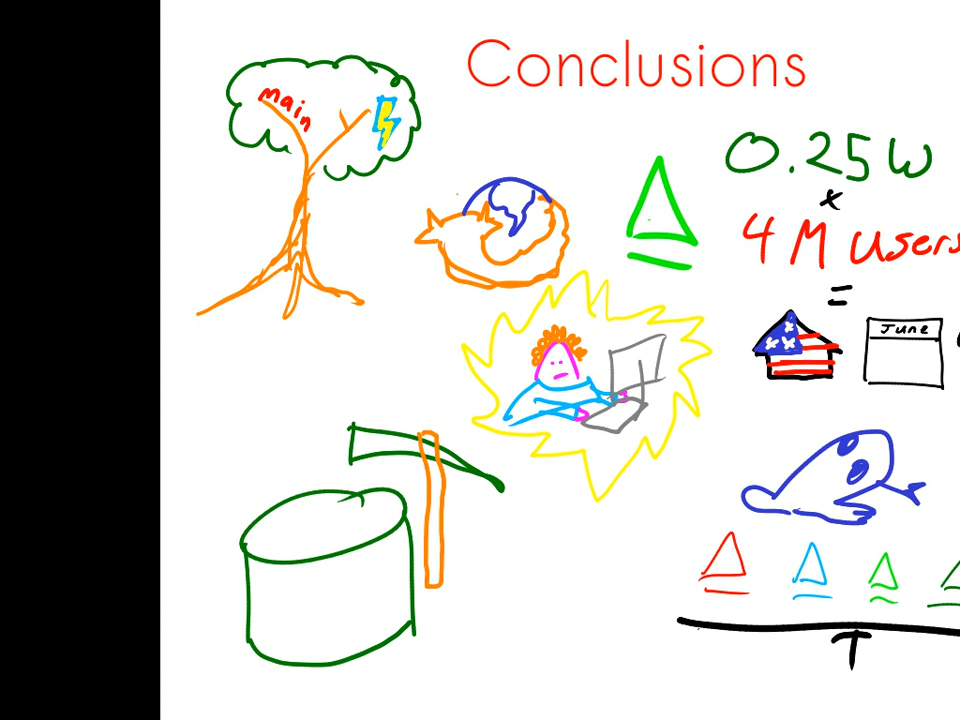 Conclusions
main
0.25W
x
4 M users
=
June
T